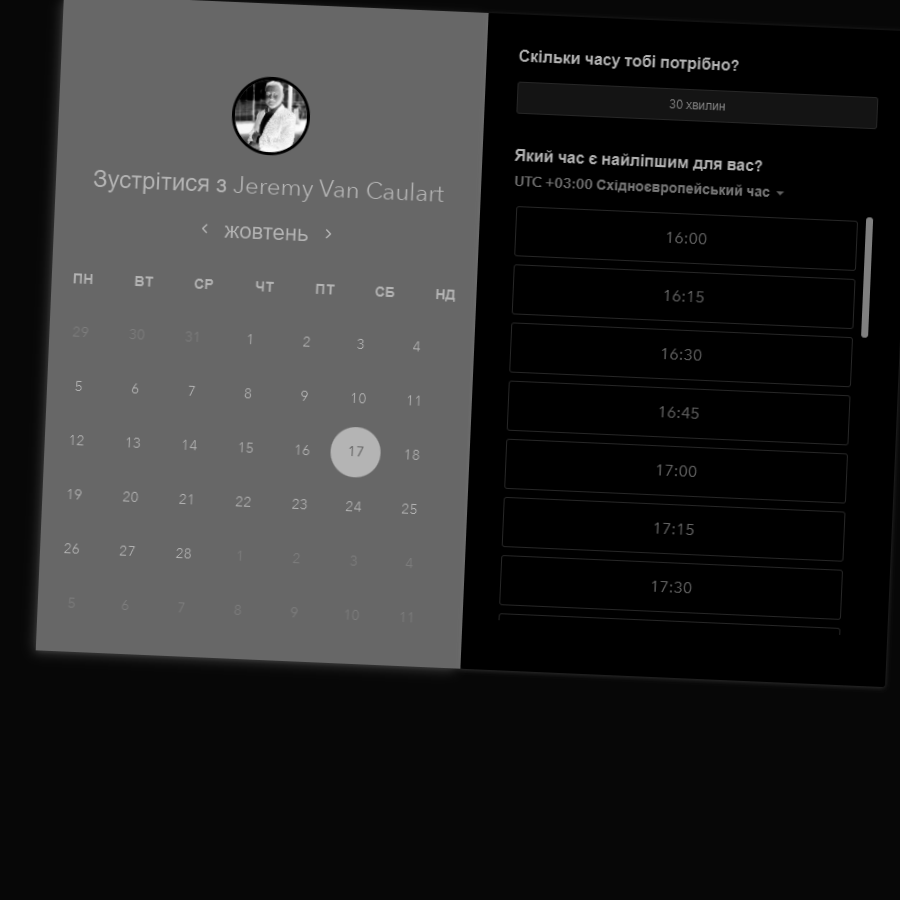 Зустрітися з Jeremy Van Caulart
‹ жовтень ›
ПН ВТ СР ЧТ ПТ СБ НД
29 30 31 1 2 3 4
5 6 7 8 9 10 11
12 13 14 15 16 17 18
19 20 21 22 23 24 25
26 27 28 1 2 3 4
5 6 7 8 9 10 11
Скільки часу тобі потрібно?
30 хвилин
Який час є найліпшим для вас?
UTC +03:00 Східноєвропейський час
16:00
16:15
16:30
16:45
17:00
17:15
17:30